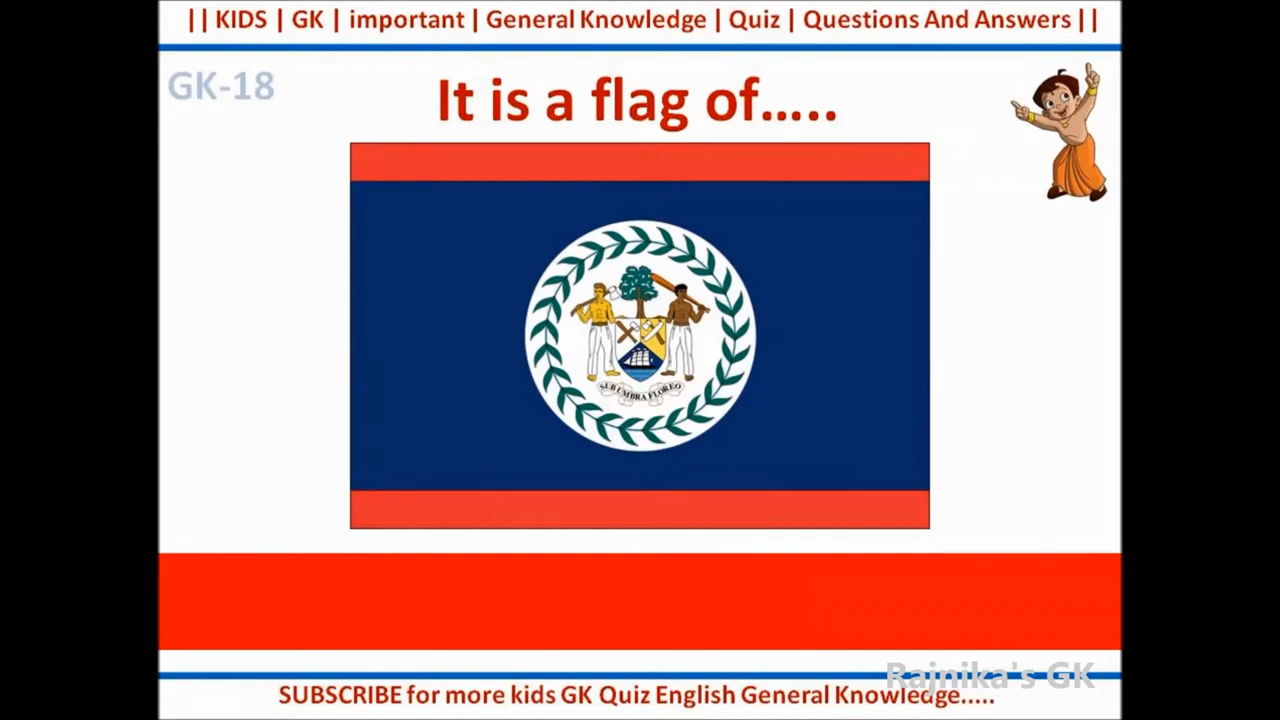 || KIDS | GK | important | General Knowledge | Quiz | Questions And Answers ||
GK-18
It is a flag of.....
SUB UMBRA FLOREO
Rajnika's GK
SUBSCRIBE for more kids GK Quiz English General Knowledge.....